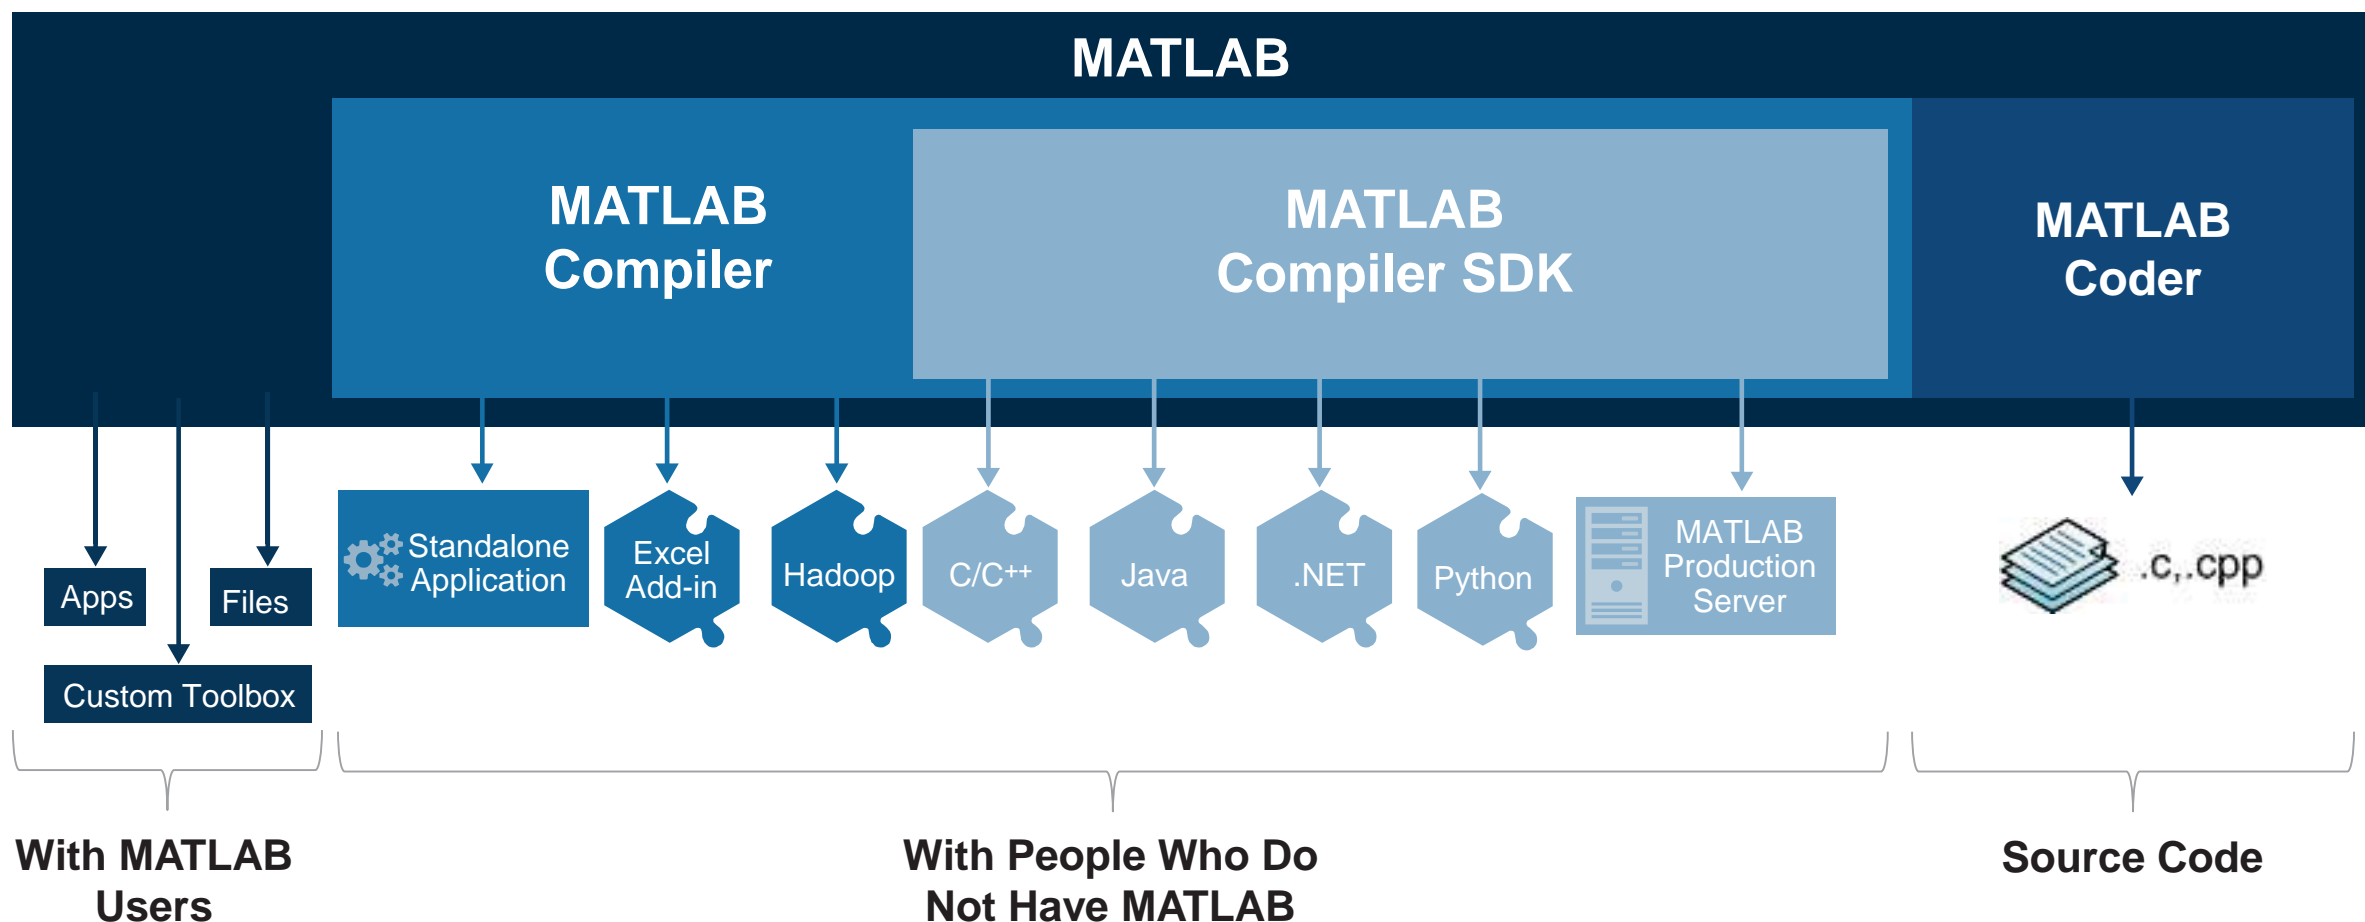 MATLAB
MATLAB
Compiler
MATLAB
Compiler SDK
MATLAB
Coder
Apps
Files
Custom Toolbox
Standalone
Application
Excel
Add-in
Hadoop
C/C++
Java
.NET
Python
MATLAB
Production
Server
.c,.cpp
With MATLAB
Users
With People Who Do
Not Have MATLAB
Source Code